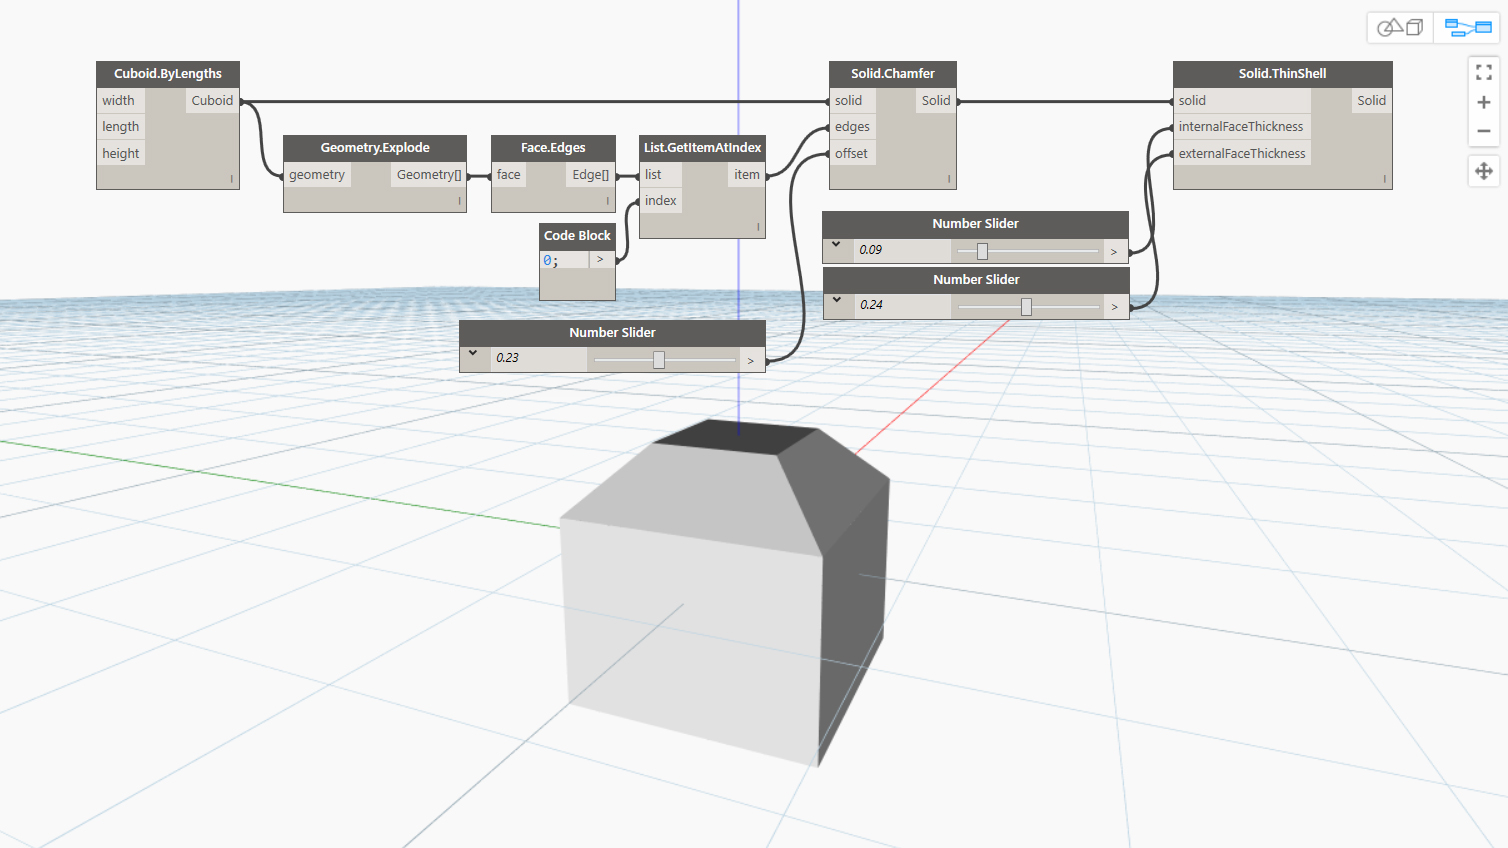 Cuboid.ByLengths
width Cuboid
length
height
Geometry.Explode
geometry Geometry[]
Face.Edges
face Edge[]
List.GetItemAtIndex
list item
index
Code Block
0; >
Number Slider
0.23 >
Solid.Chamfer
solid Solid
edges
offset
Number Slider
0.09 >
Number Slider
0.24 >
Solid.ThinShell
solid Solid
internalFaceThickness
externalFaceThickness